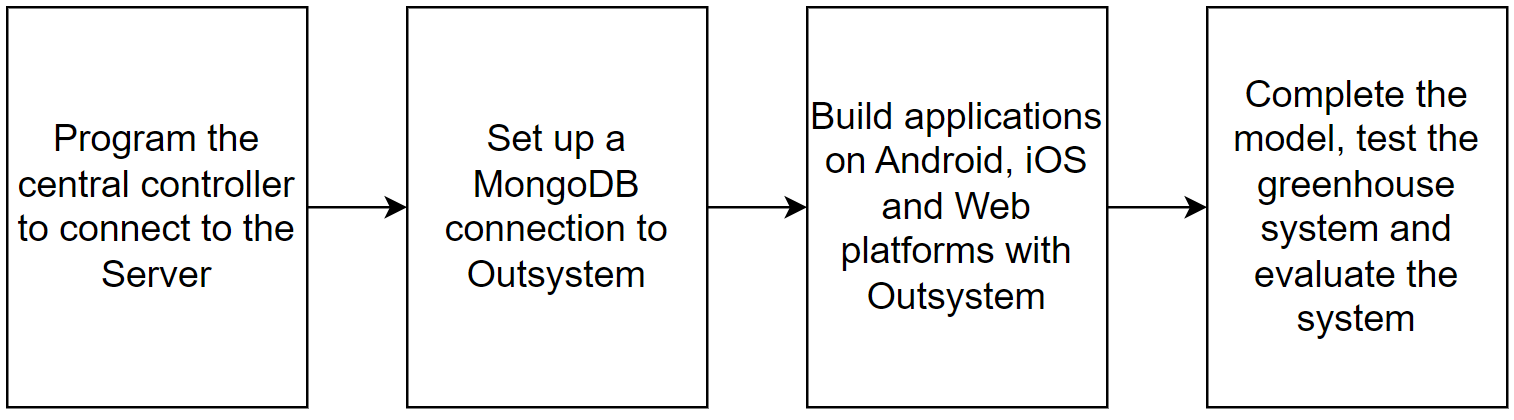 Program the
central controller
to connect to the
Server
Set up a
MongoDB
connection to
Outsystem
Build applications
on Android, iOS
and Web
platforms with
Outsystem
Complete the
model, test the
greenhouse
system and
evaluate the
system